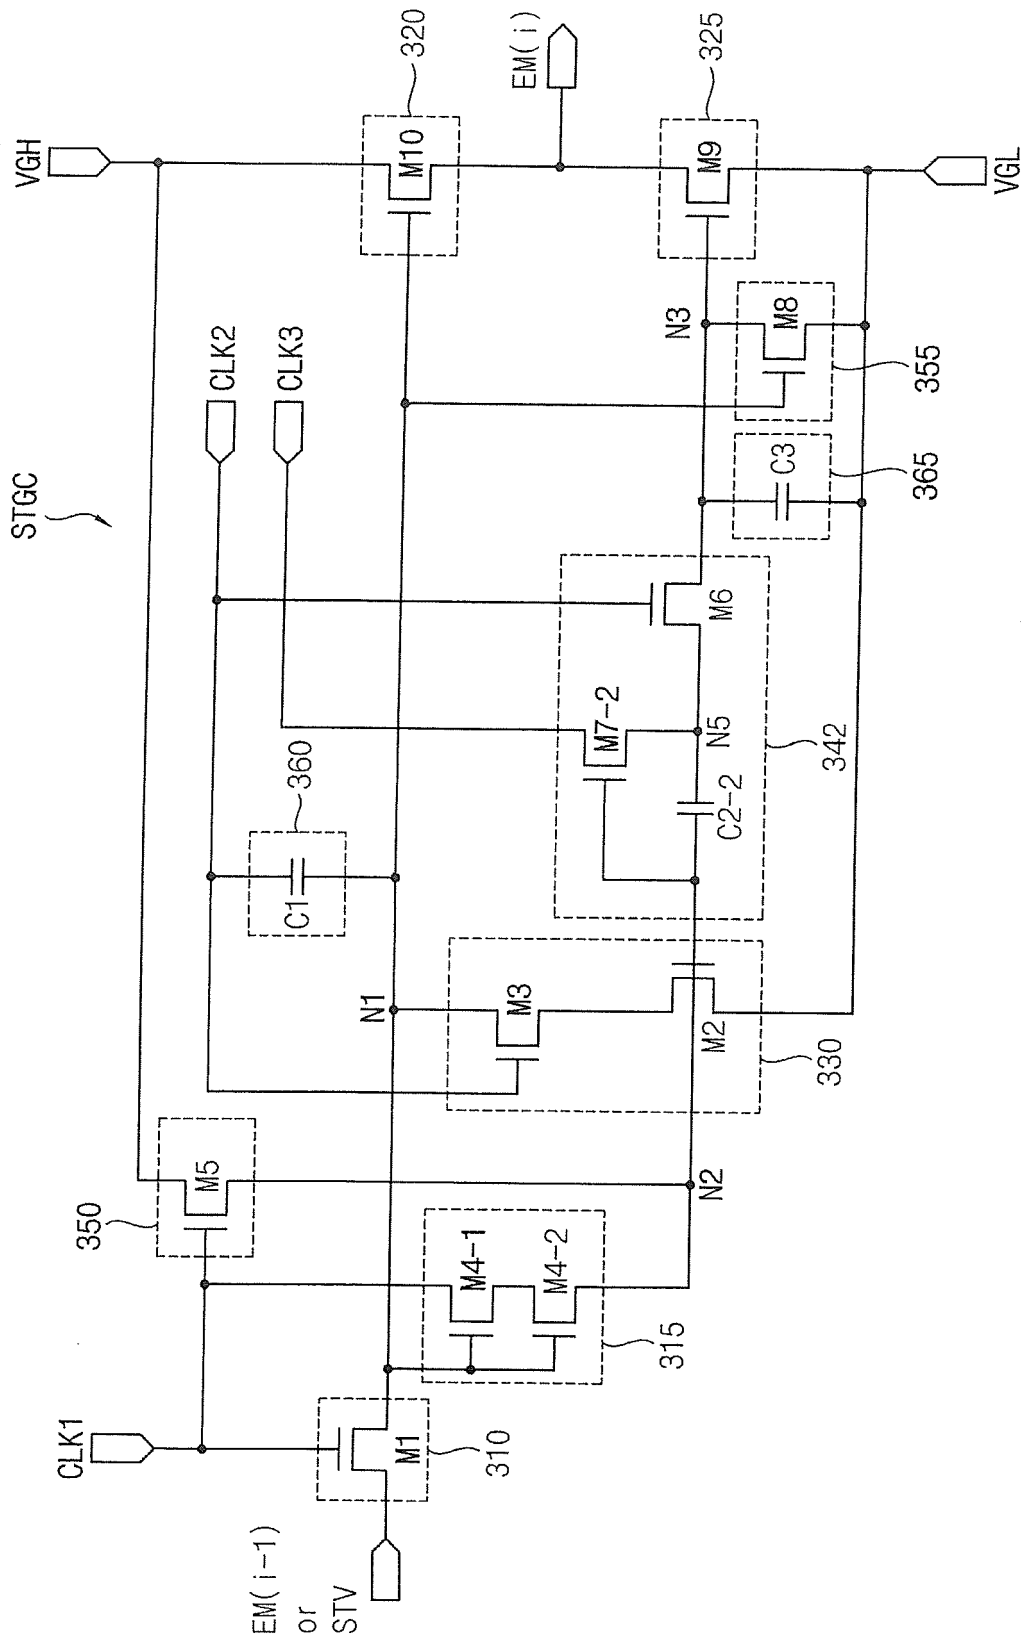 STGC
VGH
320
EM(i)
M10
CLK2
CLK3
325
M9
VGL
N3
M8
355
C3
365
M6
M7-2
N5
C2-2
342
360
C1
N1
M3
M2
330
350
M5
N2
M4-1
M4-2
315
CLK1
M1
310
EM(i-1)
or
STV